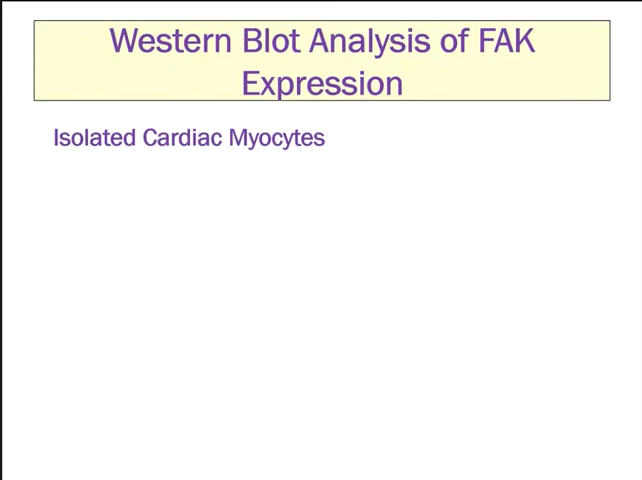 Western Blot Analysis of FAK
Expression
Isolated Cardiac Myocytes